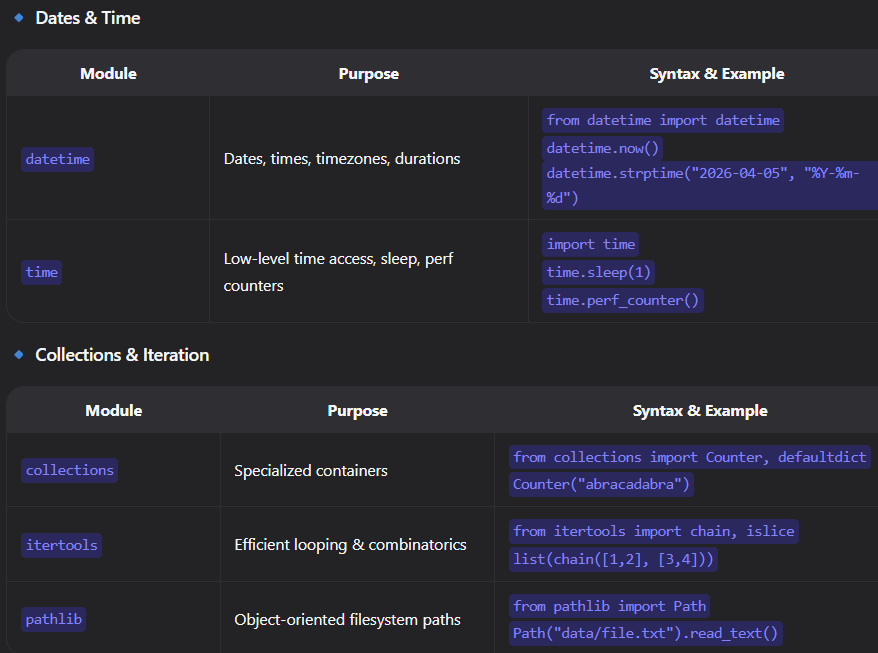 Dates & Time
Module Purpose Syntax & Example
datetime
Dates, times, timezones, durations
from datetime import datetime
datetime.now()
datetime.strptime("2026-04-05", "%Y-%m-
%d")
time
Low-level time access, sleep, perf
counters
import time
time.sleep(1)
time.perf_counter()
Collections & Iteration
Module Purpose Syntax & Example
collections
Specialized containers
from collections import Counter, defaultdict
Counter("abracadabra")
itertools
Efficient looping & combinatorics
from itertools import chain, islice
list(chain([1,2], [3,4]))
pathlib
Object-oriented filesystem paths
from pathlib import Path
Path("data/file.txt").read_text()